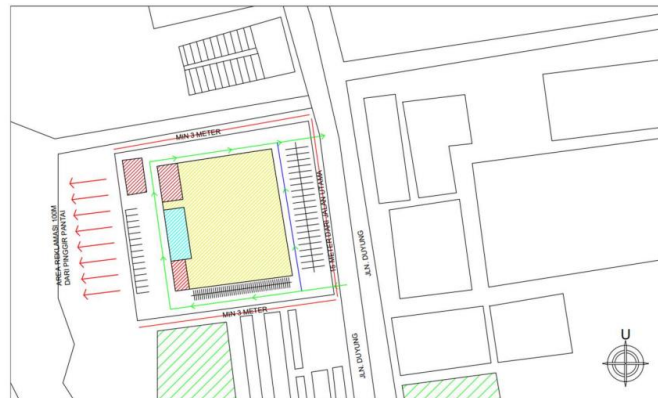 MIN 3 METER
AREA REKLAMASI 100M
DARI PINGGIR PANTAI
15 METER DARI JALAN UTAMA
JLN. DUYUNG
MIN 3 METER
JLN. DUYUNG
U